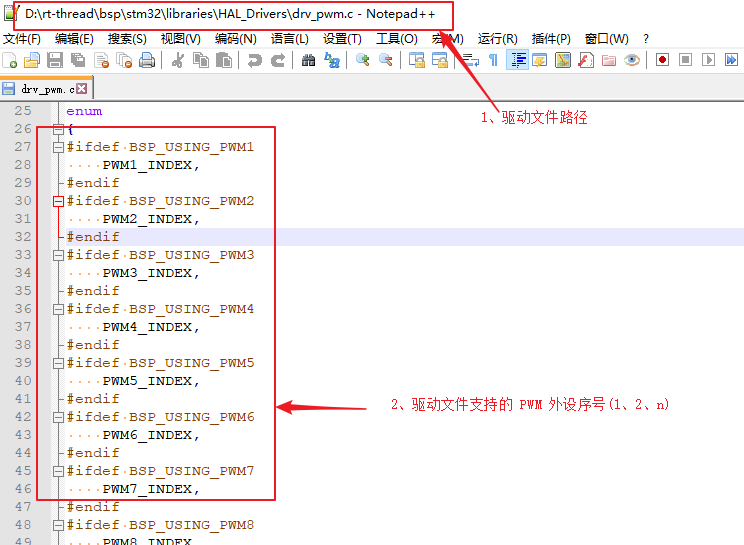 D:\rt-thread\bsp\stm32\libraries\HAL_Drivers\drv_pwm.c - Notepad++
文件(F) 编辑(E) 搜索(S) 视图(V) 编码(N) 语言(L) 设置(T) 工具(O) 宏(M) 运行(R) 插件(P) 窗口(W) ?
drv_pwm.c
1、驱动文件路径
25 enum
26 {
27 #ifdef BSP_USING_PWM1
28 PWM1_INDEX,
29 #endif
30 #ifdef BSP_USING_PWM2
31 PWM2_INDEX,
32 #endif
33 #ifdef BSP_USING_PWM3
34 PWM3_INDEX,
35 #endif
36 #ifdef BSP_USING_PWM4
37 PWM4_INDEX,
38 #endif
39 #ifdef BSP_USING_PWM5
40 PWM5_INDEX,
41 #endif
2、驱动文件支持的 PWM 外设序号(1、2、n)
42 #ifdef BSP_USING_PWM6
43 PWM6_INDEX,
44 #endif
45 #ifdef BSP_USING_PWM7
46 PWM7_INDEX,
47 #endif
48 #ifdef BSP_USING_PWM8
49 PWM8_INDEX